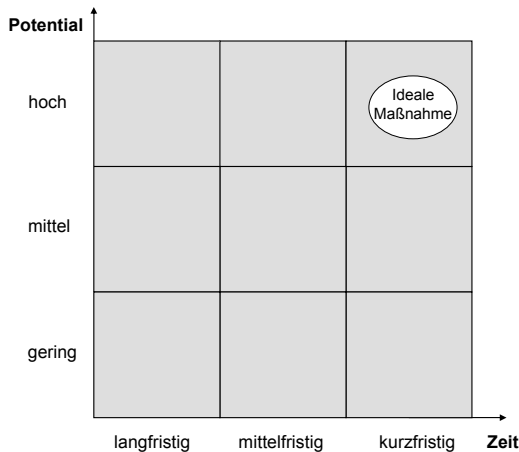 Potential
hoch
Ideale
Maßnahme
mittel
gering
langfristig mittelfristig kurzfristig Zeit